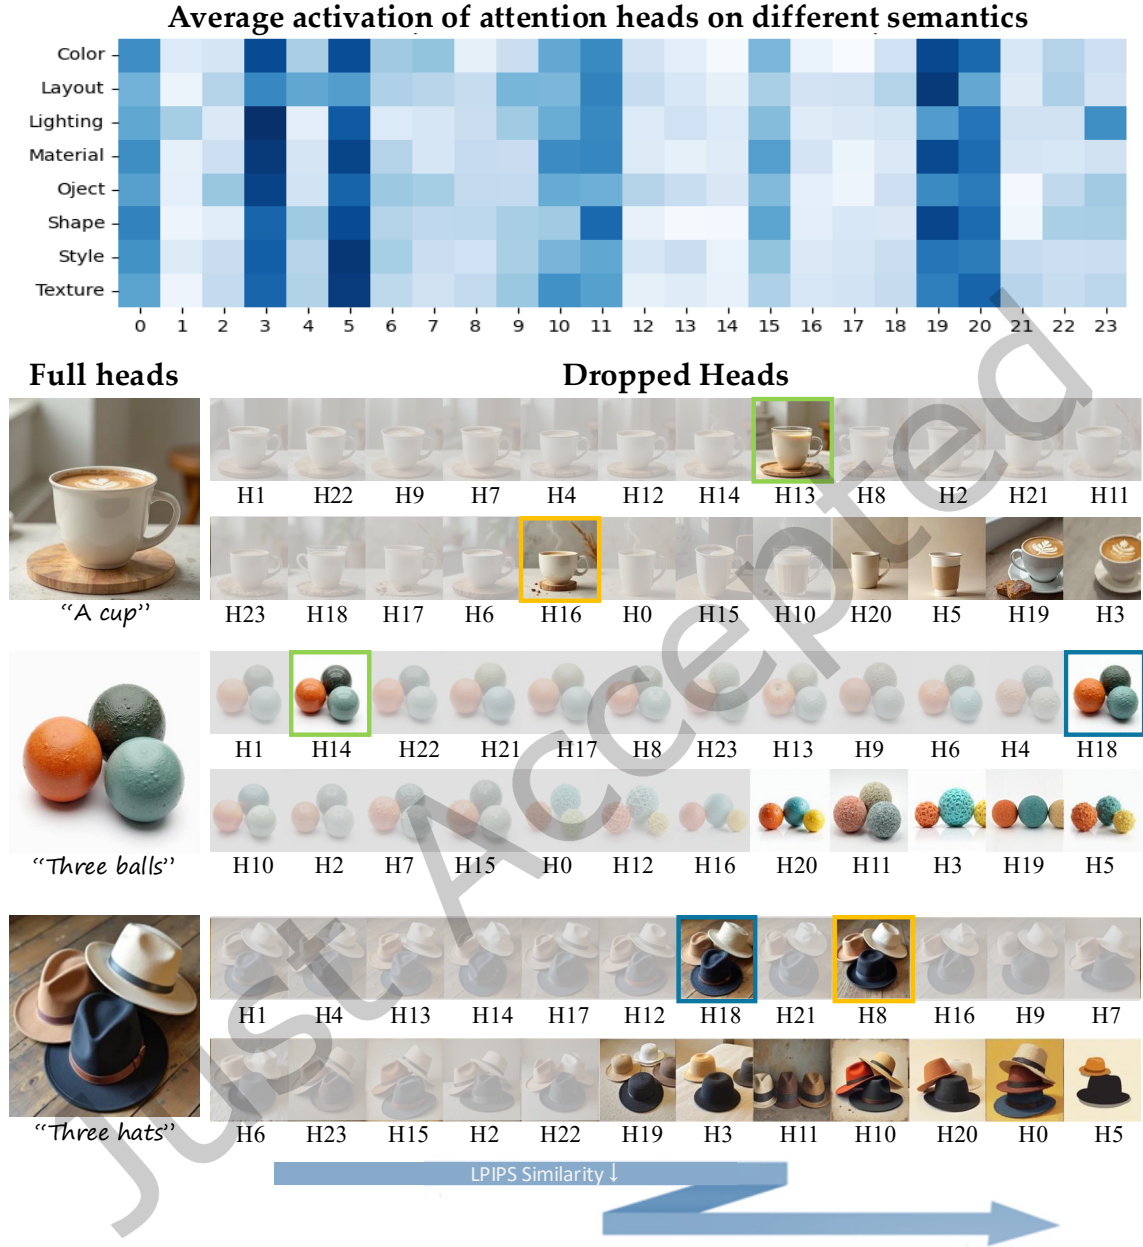 Average activation of attention heads on different semantics
Color
Layout
Lighting
Material
Oject
Shape
Style
Texture
0 1 2 3 4 5 6 7 8 9 10 11 12 13 14 15 16 17 18 19 20 21 22 23
Full heads
Dropped Heads
H1 H22 H9 H7 H4 H12 H14 H13 H8 H2 H21 H11
H23 H18 H17 H6 H16 H0 H15 H10 H20 H5 H19 H3
"A cup"
H1 H14 H22 H21 H17 H8 H23 H13 H9 H6 H4 H18
H10 H2 H7 H15 H0 H12 H16 H20 H11 H3 H19 H5
"Three balls"
H1 H4 H13 H14 H17 H12 H18 H21 H8 H16 H9 H7
H6 H23 H15 H2 H22 H19 H3 H11 H10 H20 H0 H5
"Three hats"
LPIPS Similarity ↓
Just Accepted